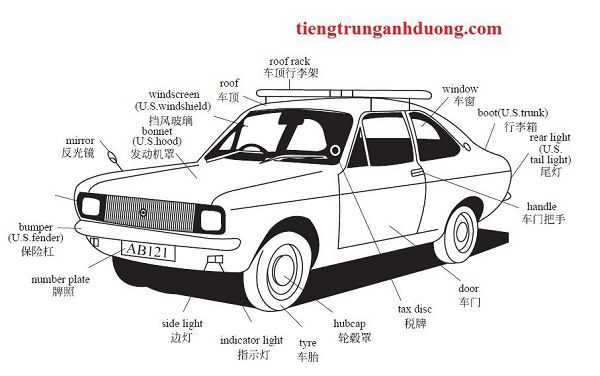 tiengtrunganhduong.com
roof rack
车顶行李架
roof
车顶
window
车窗
windscreen
(U.S.windshield)
挡风玻璃
boot(U.S.trunk)
行李箱
bonnet
(U.S.hood)
发动机罩
mirror
反光镜
rear light
(U.S.
tail light)
尾灯
handle
车门把手
bumper
(U.S.fender)
保险杠
AB121
number plate
牌照
door
车门
tax disc
税牌
side light
边灯
hubcap
轮毂罩
indicator light
指示灯
tyre
车胎